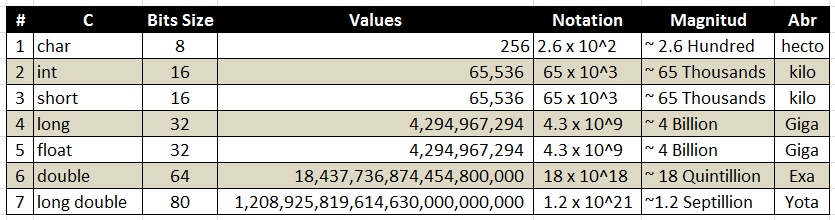 # C Bits Size Values Notation Magnitud Abr
1 char 8 256 2.6 x 10^2 ~ 2.6 Hundred hecto
2 int 16 65,536 65 x 10^3 ~ 65 Thousands kilo
3 short 16 65,536 65 x 10^3 ~ 65 Thousands kilo
4 long 32 4,294,967,294 4.3 x 10^9 ~ 4 Billion Giga
5 float 32 4,294,967,294 4.3 x 10^9 ~ 4 Billion Giga
6 double 64 18,437,736,874,454,800,000 18 x 10^18 ~ 18 Quintillion Exa
7 long double 80 1,208,925,819,614,630,000,000,000 1.2 x 10^21 ~1.2 Septillion Yota